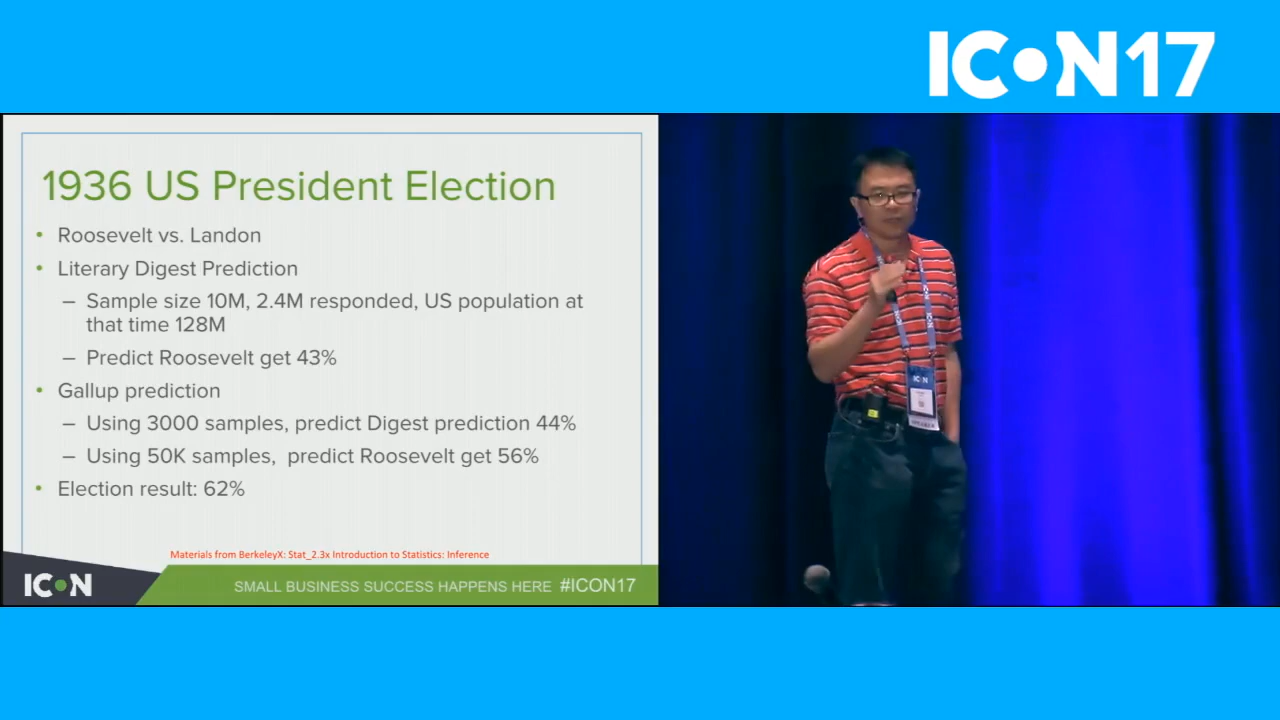 ICON17
1936 US President Election
• Roosevelt vs. Landon
• Literary Digest Prediction
– Sample size 10M, 2.4M responded, US population at
that time 128M
– Predict Roosevelt get 43%
• Gallup prediction
– Using 3000 samples, predict Digest prediction 44%
– Using 50K samples, predict Roosevelt get 56%
• Election result: 62%
Materials from BerkeleyX: Stat_2.3x Introduction to Statistics: Inference
ICON
SMALL BUSINESS SUCCESS HAPPENS HERE #ICON17
ICON